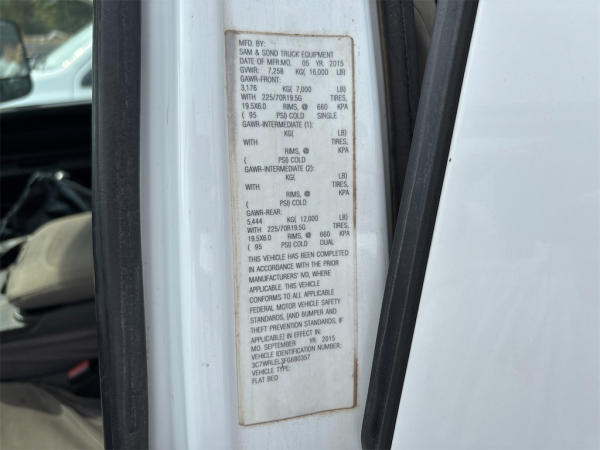 MFD BY:
SAM & SOND TRUCK EQUIPMENT
DATE OF MFR:MO. 05 YR. 2015
GVWR: 7,258 KG( 16,000 LB)
GAWR-FRONT:
3,176 KG( 7,000 LB)
WITH 225/70R19.5G TIRES,
19.5X6.0 RIMS, @ 660 KPA
( 95 PSI) COLD SINGLE
GAWR-INTERMEDIATE (1):
KG( LB)
WITH TIRES,
RIMS, @ KPA
( PSI) COLD
GAWR-INTERMEDIATE (2):
KG( LB)
WITH TIRES,
RIMS, @ KPA
( PSI) COLD
GAWR-REAR:
5,444 KG( 12,000 LB)
WITH 225/70R19.5G TIRES,
19.5X6.0 RIMS, @ 660 KPA
( 95 PSI) COLD DUAL
THIS VEHICLE HAS BEEN COMPLETED
IN ACCORDANCE WITH THE PRIOR
MANUFACTURERS' IVD, WHERE
APPLICABLE. THIS VEHICLE
CONFORMS TO ALL APPLICABLE
FEDERAL MOTOR VEHICLE SAFETY
STANDARDS, [AND BUMPER AND
THEFT PREVENTION STANDARDS, IF
APPLICABLE] IN EFFECT IN:
MO. SEPTEMBER YR. 2015
VEHICLE IDENTIFICATION NUMBER:
3C7WRLEL3FG680357
VEHICLE TYPE:
FLAT BED